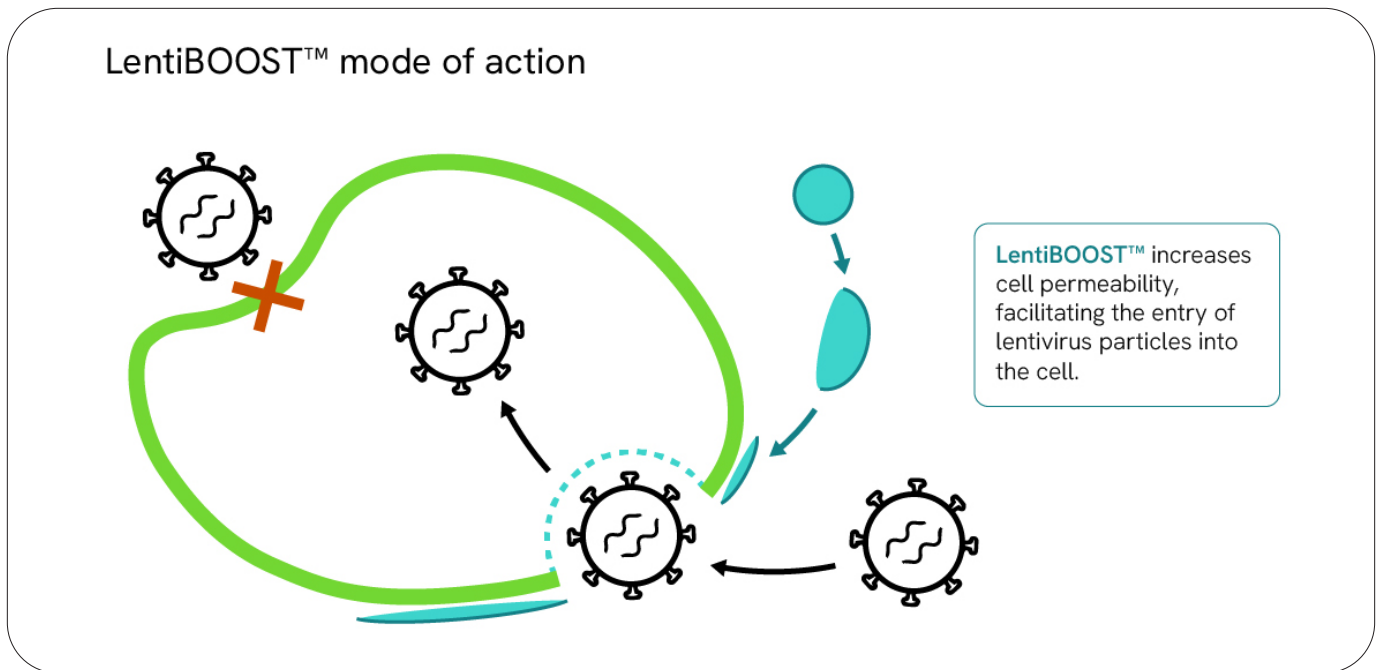 LentiBOOST™ mode of action
LentiBOOST™ increases
cell permeability,
facilitating the entry of
lentivirus particles into
the cell.